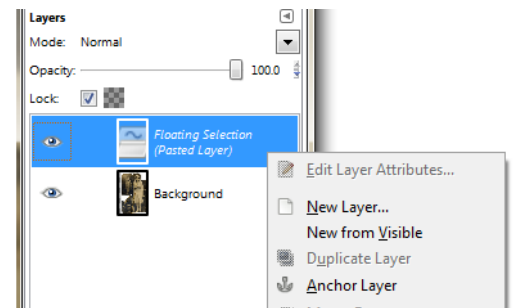 Layers
Mode: Normal
Opacity: 100.0
Lock:
Floating Selection
(Pasted Layer)
Background
Edit Layer Attributes...
New Layer...
New from Visible
Duplicate Layer
Anchor Layer